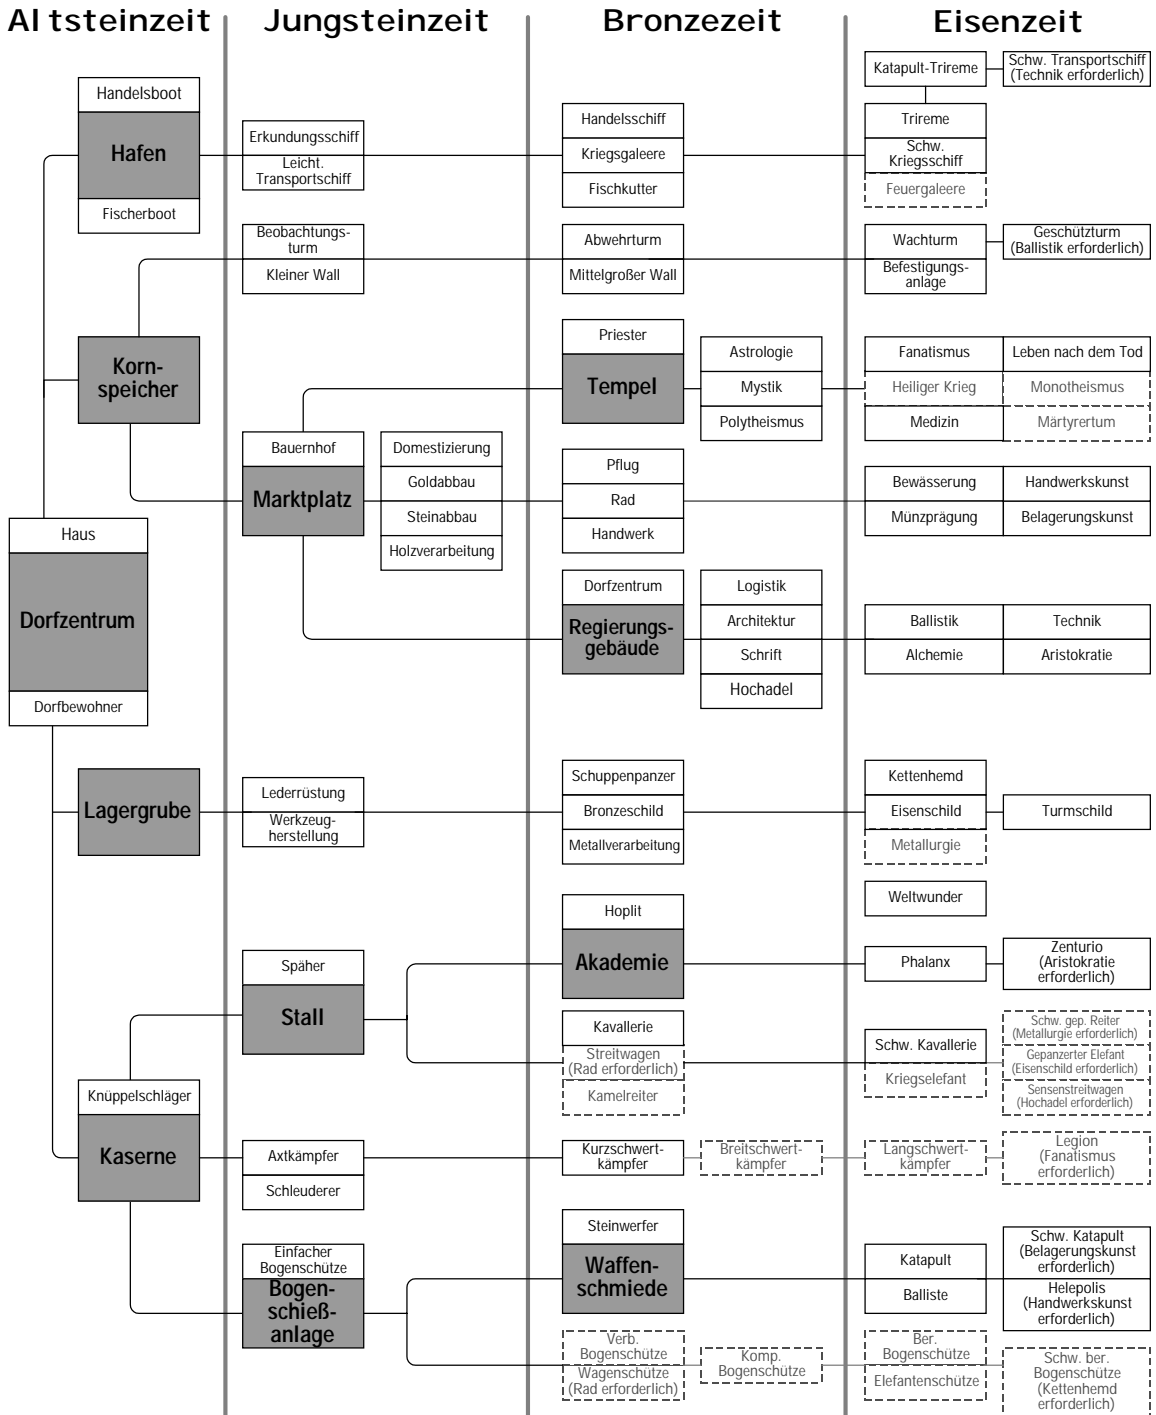 Altsteinzeit
Jungsteinzeit
Bronzezeit
Eisenzeit
Katapult-Trireme
Schw. Transportschiff
(Technik erforderlich)
Handelsboot
Hafen
Fischerboot
Erkundungsschiff
Leicht.
Transportschiff
Handelsschiff
Kriegsgaleere
Fischkutter
Trireme
Schw.
Kriegsschiff
Feuergaleere
Beobachtungs-
turm
Kleiner Wall
Abwehrturm
Mittelgroßer Wall
Wachturm
Befestigungs-
anlage
Geschützturm
(Ballistik erforderlich)
Korn-
speicher
Priester
Tempel
Astrologie
Mystik
Polytheismus
Fanatismus
Leben nach dem Tod
Heiliger Krieg
Monotheismus
Medizin
Märtyrertum
Bauernhof
Marktplatz
Domestizierung
Goldabbau
Steinabbau
Holzverarbeitung
Pflug
Rad
Handwerk
Bewässerung
Handwerkskunst
Münzprägung
Belagerungskunst
Haus
Dorfzentrum
Dorfbewohner
Dorfzentrum
Regierungs-
gebäude
Logistik
Architektur
Schrift
Hochadel
Ballistik
Technik
Alchemie
Aristokratie
Lagergrube
Lederrüstung
Werkzeug-
herstellung
Schuppenpanzer
Bronzeschild
Metallverarbeitung
Kettenhemd
Eisenschild
Metallurgie
Turmschild
Weltwunder
Hoplit
Akademie
Phalanx
Zenturio
(Aristokratie
erforderlich)
Späher
Stall
Kavallerie
Streitwagen
(Rad erforderlich)
Kamelreiter
Schw. Kavallerie
Kriegselefant
Schw. gep. Reiter
(Metallurgie erforderlich)
Gepanzerter Elefant
(Eisenschild erforderlich)
Sensenstreitwagen
(Hochadel erforderlich)
Knüppelschläger
Kaserne
Axtkämpfer
Schleuderer
Kurzschwert-
kämpfer
Breitschwert-
kämpfer
Langschwert-
kämpfer
Legion
(Fanatismus
erforderlich)
Einfacher
Bogenschütze
Bogen-
schieß-
anlage
Steinwerfer
Waffen-
schmiede
Katapult
Balliste
Schw. Katapult
(Belagerungskunst
erforderlich)
Helepolis
(Handwerkskunst
erforderlich)
Verb.
Bogenschütze
Wagenschütze
(Rad erforderlich)
Komp.
Bogenschütze
Ber.
Bogenschütze
Elefantenschütze
Schw. ber.
Bogenschütze
(Kettenhemd
erforderlich)